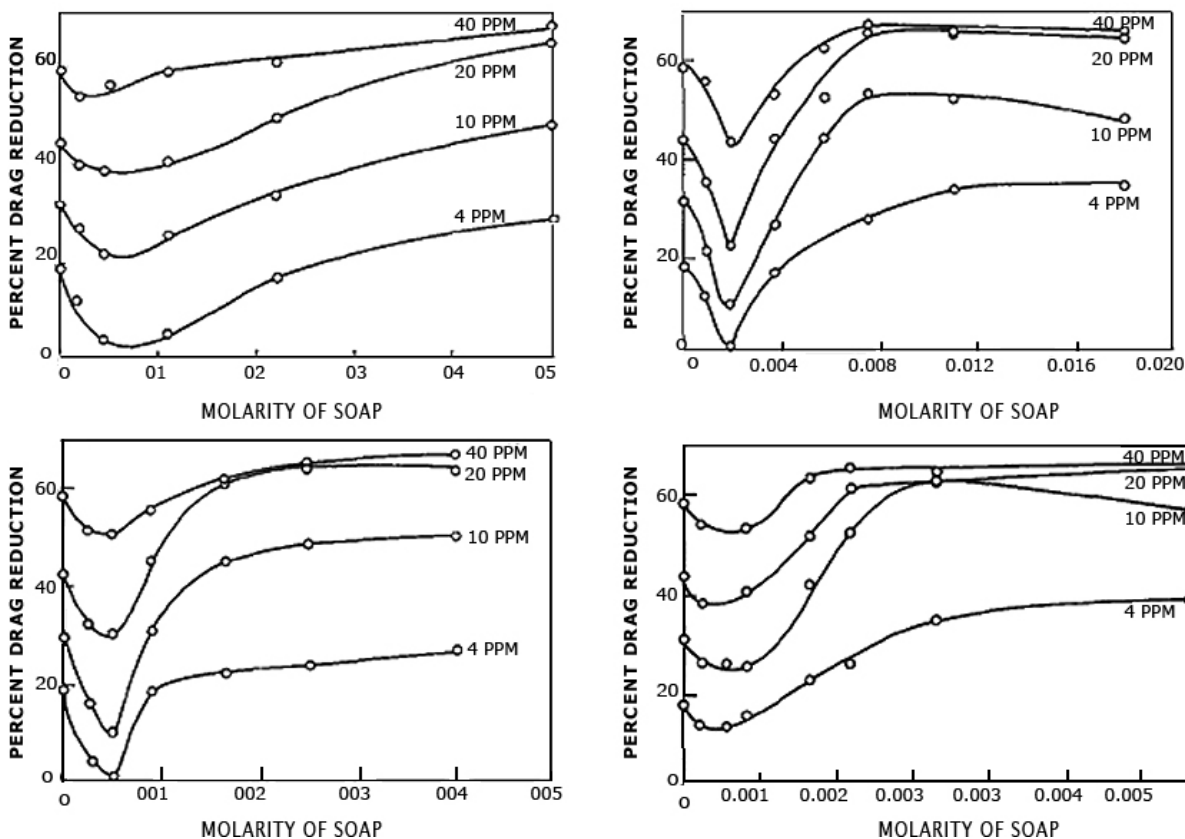 PERCENT DRAG REDUCTION
60
40
20
O
40 PPM
20 PPM
10 PPM
4 PPM
O
01
02
03
04
05
MOLARITY OF SOAP
PERCENT DRAG REDUCTION
60
40
20
O
40 PPM
20 PPM
10 PPM
4 PPM
O
0.004
0.008
0.012
0.016
0.020
MOLARITY OF SOAP
PERCENT DRAG REDUCTION
60
40
20
O
40 PPM
20 PPM
10 PPM
4 PPM
O
001
002
003
004
005
MOLARITY OF SOAP
PERCENT DRAG REDUCTION
60
40
20
O
40 PPM
20 PPM
10 PPM
4 PPM
O
0.001
0.002
0.003
0.003
0.005
MOLARITY OF SOAP